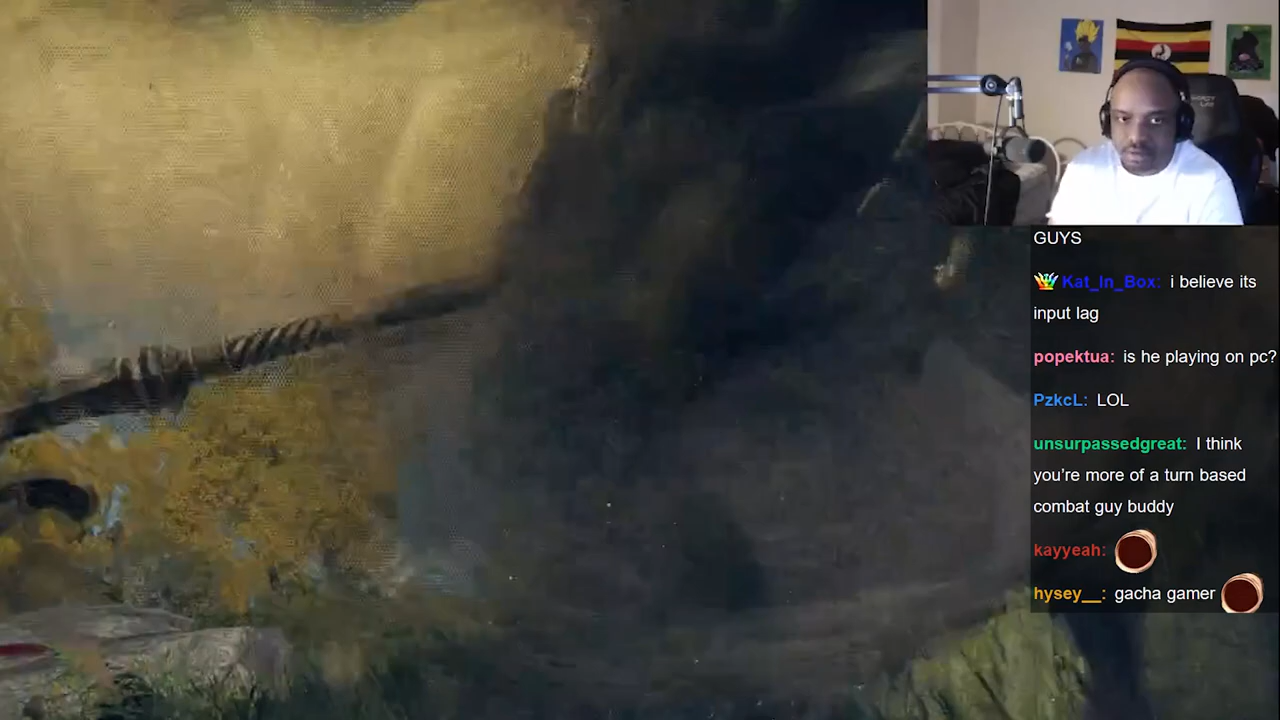 GUYS
Kat_In_Box: i believe its
input lag
popektua: is he playing on pc?
PzkcL: LOL
unsurpassedgreat: I think
you're more of a turn based
combat guy buddy
kayyeah:
hysey__: gacha gamer